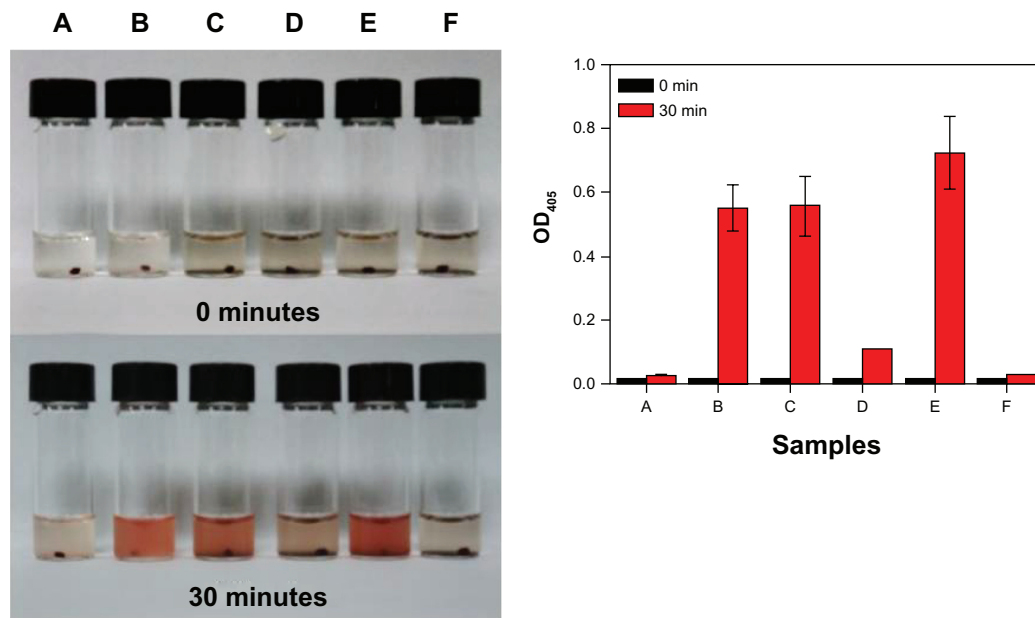 A B C D E F
0 minutes
30 minutes
1.0
0.8
0.6
0.4
0.2
0.0
OD405
0 min
30 min
A B C D E F
Samples